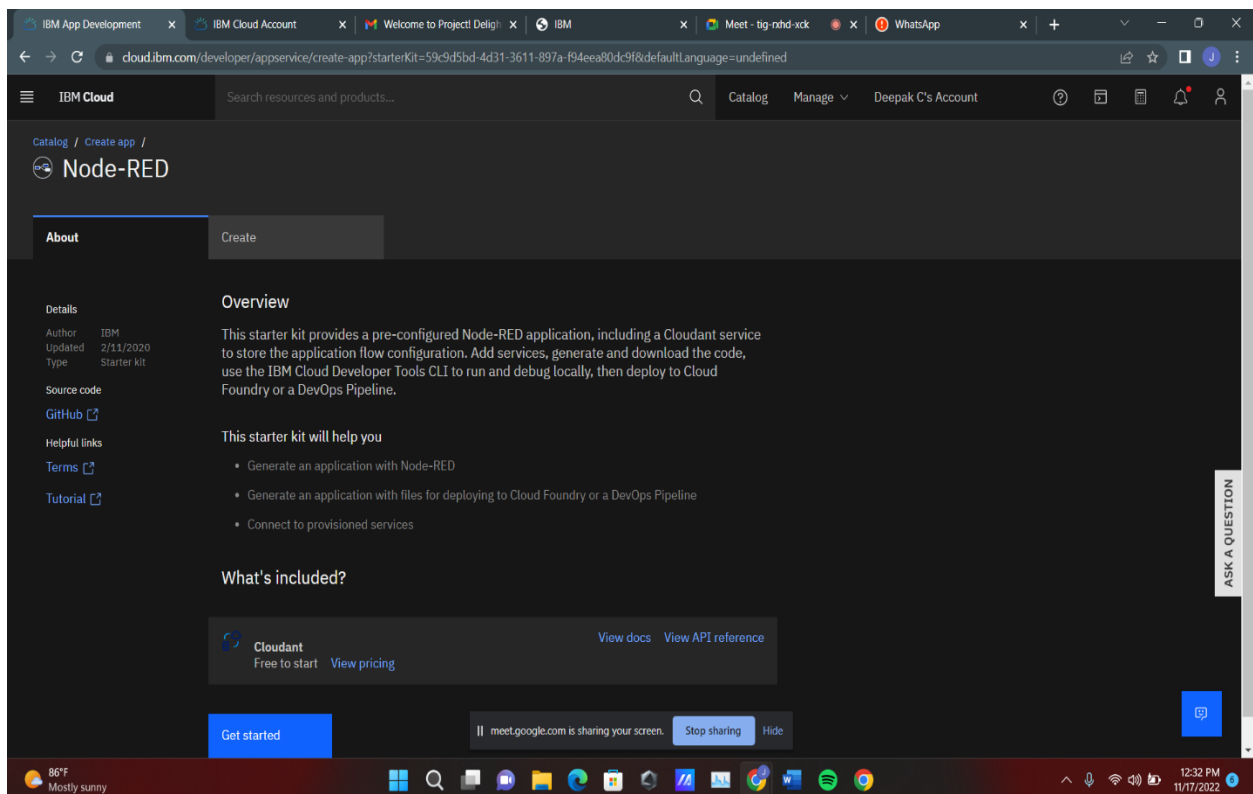 IBM App Development
IBM Cloud Account
Welcome to Project! Deligh
IBM
Meet - tig-rxhd-xck
WhatsApp
cloud.ibm.com/developer/appservice/create-app?starterKit=59c9d5bd-4d31-3611-897a-f94eea80dc9f&defaultLanguage=undefined
J
IBM Cloud
Search resources and products...
Catalog
Manage
Deepak C's Account
Catalog / Create app /
Node-RED
About
Create
Details
Author IBM
Updated 2/11/2020
Type Starter kit
Source code
GitHub
Helpful links
Terms
Tutorial
Overview
This starter kit provides a pre-configured Node-RED application, including a Cloudant service
to store the application flow configuration. Add services, generate and download the code,
use the IBM Cloud Developer Tools CLI to run and debug locally, then deploy to Cloud
Foundry or a DevOps Pipeline.
This starter kit will help you
• Generate an application with Node-RED
• Generate an application with files for deploying to Cloud Foundry or a DevOps Pipeline
• Connect to provisioned services
What's included?
Cloudant
Free to start View pricing
View docs View API reference
Get started
ASK A QUESTION
meet.google.com is sharing your screen.
Stop sharing
Hide
86°F
Mostly sunny
12:32 PM
11/17/2022
6